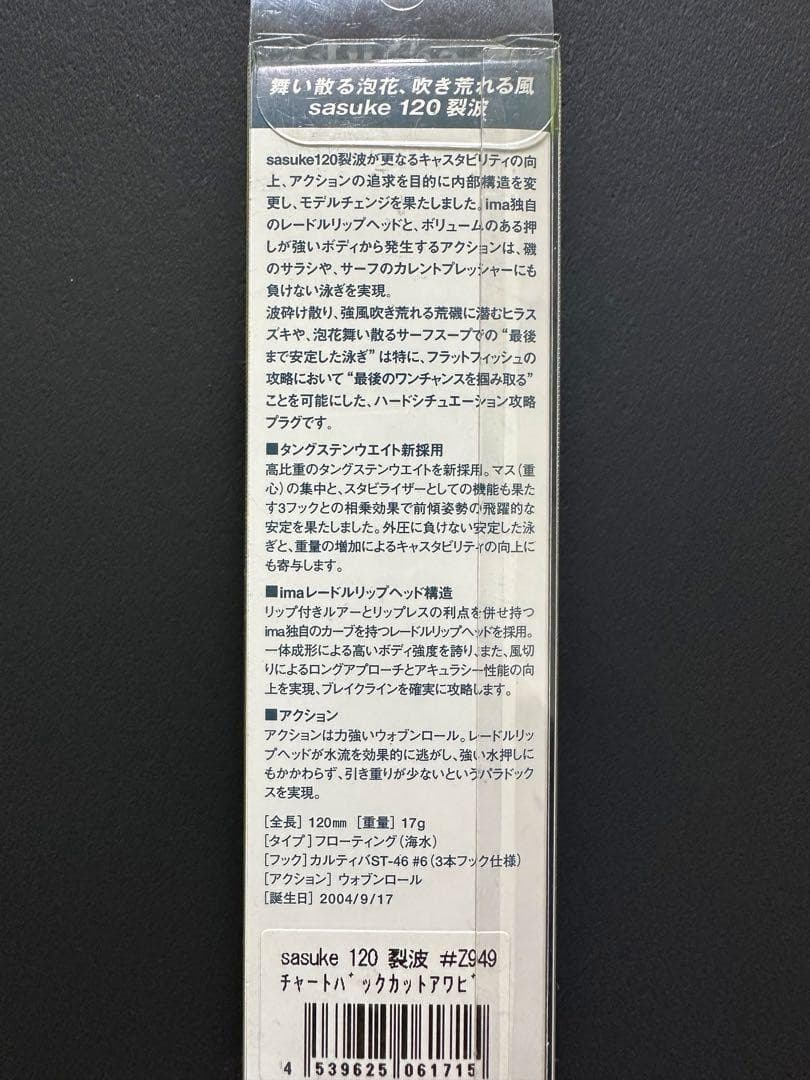 舞い散る泡花、吹き荒れる風
sasuke 120 裂波
sasuke120裂波が更なるキャスタビリティの向
上、アクションの追求を目的に内部構造を変
更し、モデルチェンジを果たしました。ima独自
のレードルリップヘッドと、ボリュームのある押
しが強いボディから発生するアクションは、磯
のサラシや、サーフのカレントプレッシャーにも
負けない泳ぎを実現。
波砕け散り、強風吹き荒れる荒磯に潜むヒラス
ズキや、泡花舞い散るサーフスープでの“最後
まで安定した泳ぎ”は特に、フラットフィッシュの
攻略において“最後のワンチャンスを掴み取る”
ことを可能にした、ハードシチュエーション攻略
プラグです。
■タングステンウエイト新採用
高比重のタングステンウエイトを新採用。マス(重
心)の集中と、スタビライザーとしての機能も果た
す3フックとの相乗効果で前傾姿勢の飛躍的な
安定を果たしました。外圧に負けない安定した泳
ぎと、重量の増加によるキャスタビリティの向上に
も寄与します。
■imaレードルリップヘッド構造
リップ付きルアーとリップレスの利点を併せ持つ
ima独自のカーブを持つレードルリップヘッドを採用。
一体成形による高いボディ強度を誇り、また、風切
りによるロングアプローチとアキュラシー性能の向
上を実現、ブレイクラインを確実に攻略します。
■アクション
アクションは力強いウォブンロール。レードルリッ
プヘッドが水流を効果的に逃がし、強い水押しに
もかかわらず、引き重りが少ないというパラドック
スを実現。
[全長] 120mm [重量] 17g
[タイプ] フローティング(海水)
[フック] カルティバST-46 #6(3本フック仕様)
[アクション] ウォブンロール
[誕生日] 2004/9/17
sasuke 120 裂波 #Z949
チャートバックカットアワビ
4 539625 061715